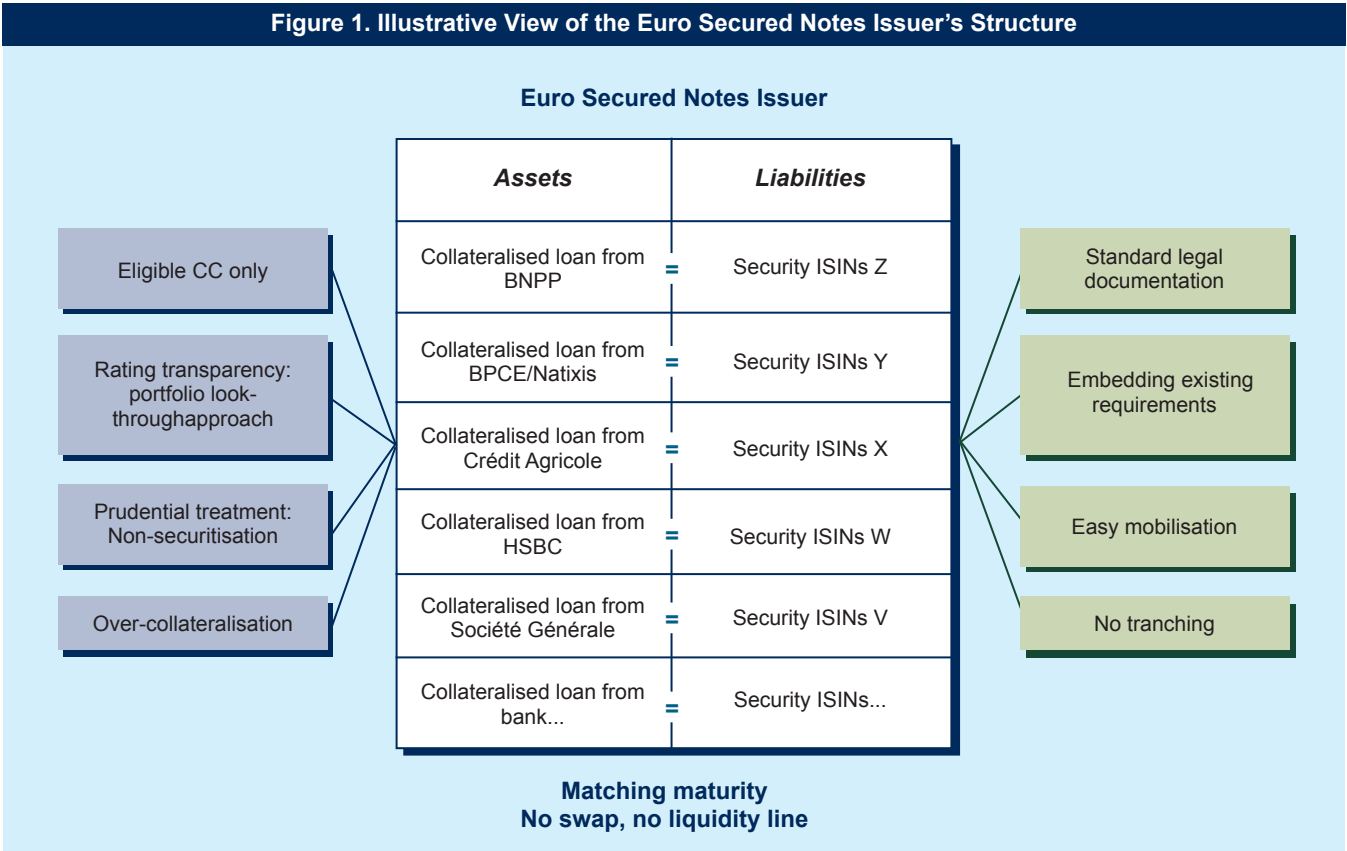 Figure 1. Illustrative View of the Euro Secured Notes Issuer’s Structure
Euro Secured Notes Issuer
Assets
Liabilities
Eligible CC only
Rating transparency:
portfolio look-
throughapproach
Prudential treatment:
Non-securitisation
Over-collateralisation
Collateralised loan from
BNPP
=
Security ISINs Z
Collateralised loan from
BPCE/Natixis
=
Security ISINs Y
Collateralised loan from
Crédit Agricole
=
Security ISINs X
Collateralised loan from
HSBC
=
Security ISINs W
Collateralised loan from
Société Générale
=
Security ISINs V
Collateralised loan from
bank...
=
Security ISINs...
Standard legal
documentation
Embedding existing
requirements
Easy mobilisation
No tranching
Matching maturity
No swap, no liquidity line